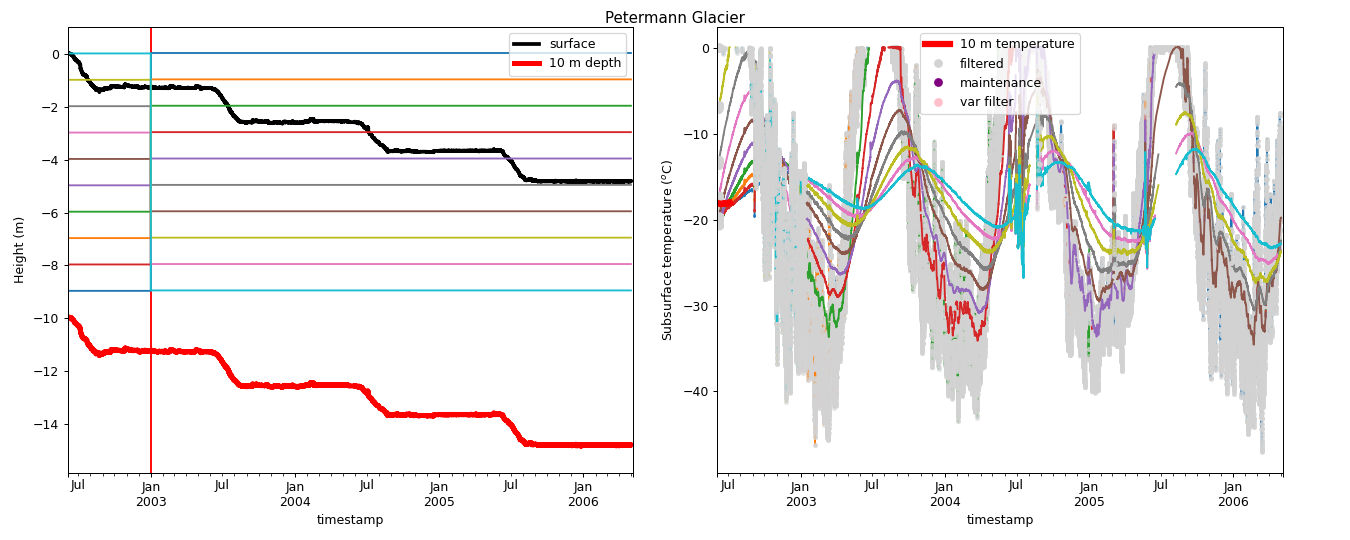 Petermann Glacier
surface
10 m depth
Height (m)
0
−2
−4
−6
−8
−10
−12
−14
Jul
Jan
2003
Jul
Jan
2004
Jul
Jan
2005
Jul
Jan
2006
timestamp
10 m temperature
filtered
maintenance
var filter
Subsurface temperature (°C)
0
−10
−20
−30
−40
Jul
Jan
2003
Jul
Jan
2004
Jul
Jan
2005
Jul
Jan
2006
timestamp